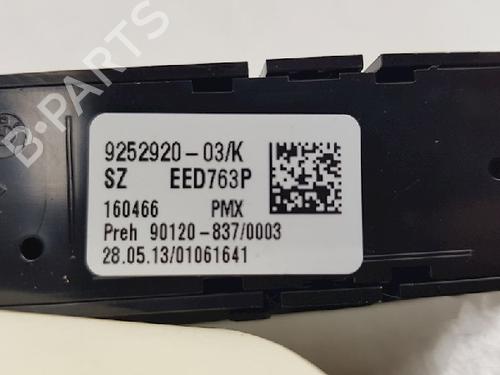 B-PARTS
9252920-03/K
SZ EED763P
160466 PMX
Preh 90120-837/0003
28.05.13/01061641